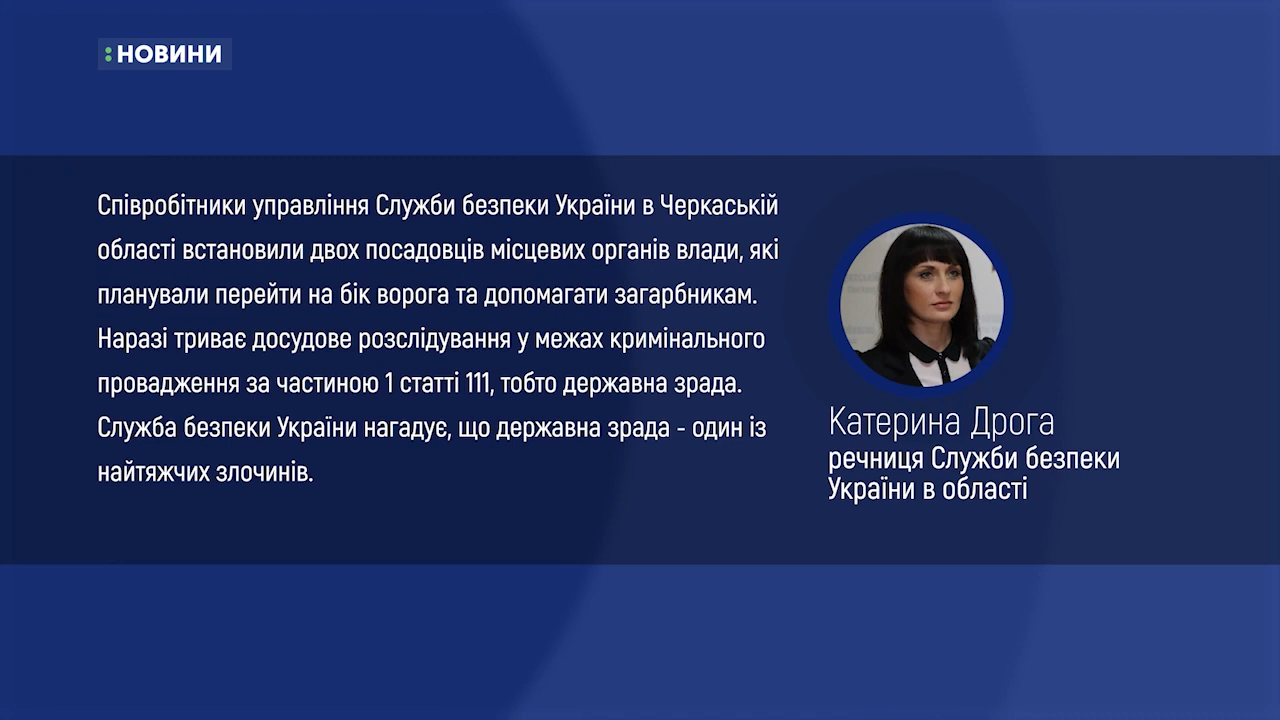 :НОВИНИ
Співробітники управління Служби безпеки України в Черкаській
області встановили двох посадовців місцевих органів влади, які
планували перейти на бік ворога та допомагати загарбникам.
Наразі триває досудове розслідування у межах кримінального
провадження за частиною 1 статті 111, тобто державна зрада.
Служба безпеки України нагадує, що державна зрада - один із
найтяжчих злочинів.
Катерина Дрога
речниця Служби безпеки
України в області